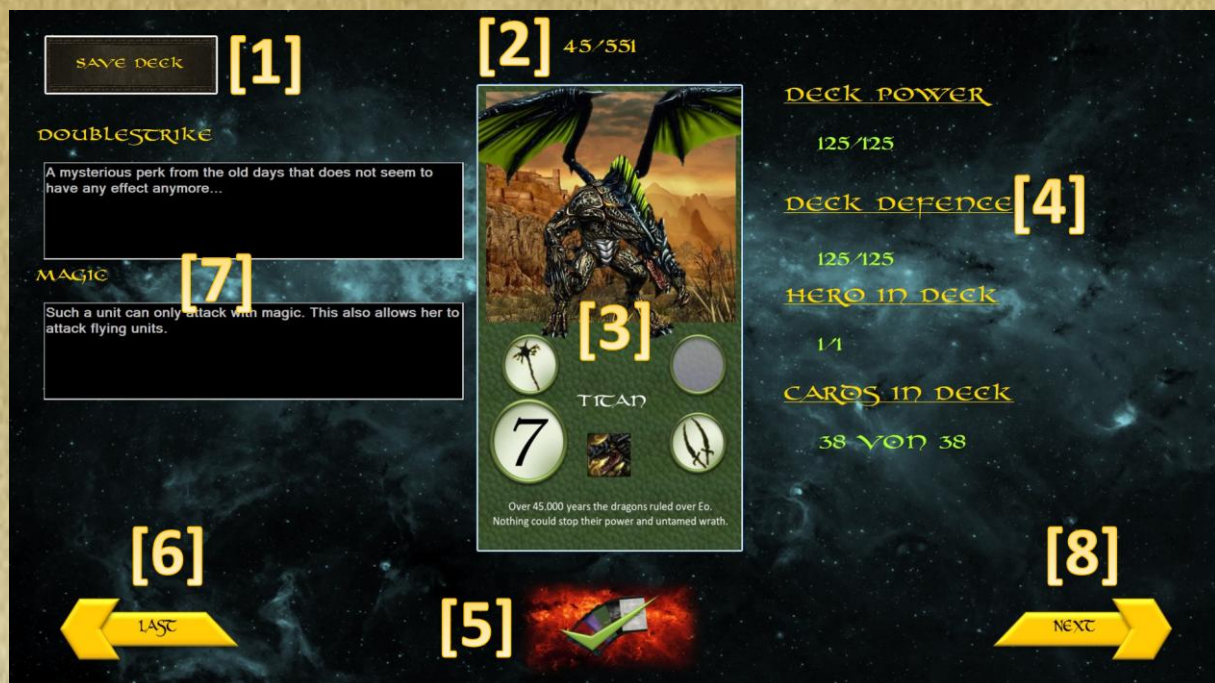 SAVE DECK
[1]
[2]
45/551
DOUBLESTRIKE
A mysterious perk from the old days that does not seem to
have any effect anymore...
MAGIC
[7]
Such a unit can only attack with magic. This also allows her to
attack flying units.
[3]
TITAN
7
Over 45.000 years the dragons ruled over Eo.
Nothing could stop their power and untamed wrath.
DECK POWER
125/125
DECK DEFENCE
[4]
125/125
HERO IN DECK
1/1
CARDS IN DECK
38 VON 38
[6]
LAST
[5]
[8]
NEXT